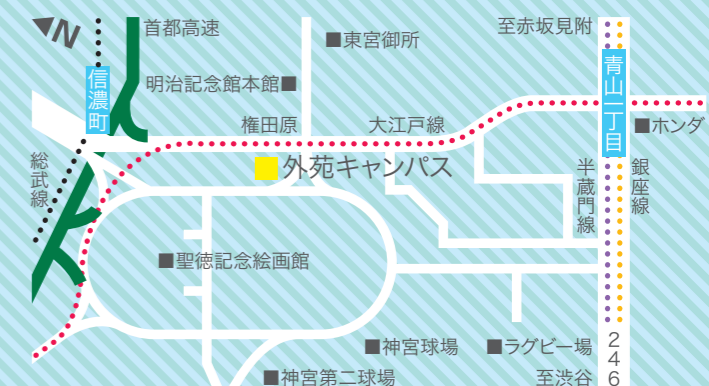 N
首都高速
■東宮御所
至赤坂見附
信濃町
明治記念館本館■
青山一丁目
権田原
大江戸線
■ホンダ
総武線
外苑キャンパス
半蔵門線
銀座線
■聖徳記念絵画館
■神宮球場
■ラグビー場
246
■神宮第二球場
至渋谷